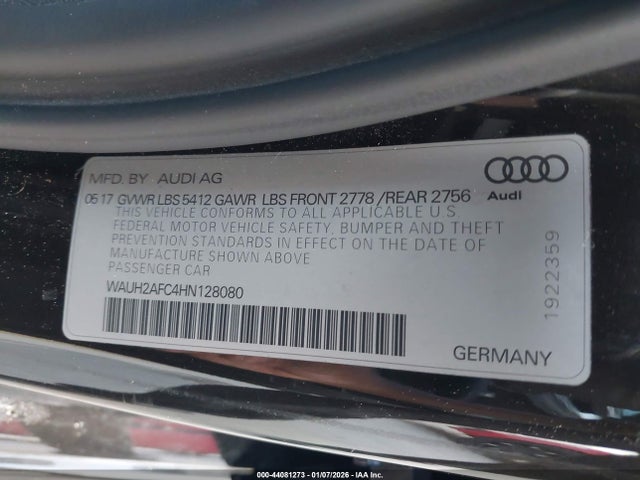 MFD. BY AUDI AG
05 17 GVWR LBS 5412 GAWR LBS FRONT 2778 /REAR 2756
THIS VEHICLE CONFORMS TO ALL APPLICABLE U.S.
FEDERAL MOTOR VEHICLE SAFETY, BUMPER AND THEFT
PREVENTION STANDARDS IN EFFECT ON THE DATE OF
MANUFACTURE SHOWN ABOVE
PASSENGER CAR
WAUH2AFC4HN128080
Audi
1922359
GERMANY
000-44081273 - 01/07/2026 - © IAA Inc.